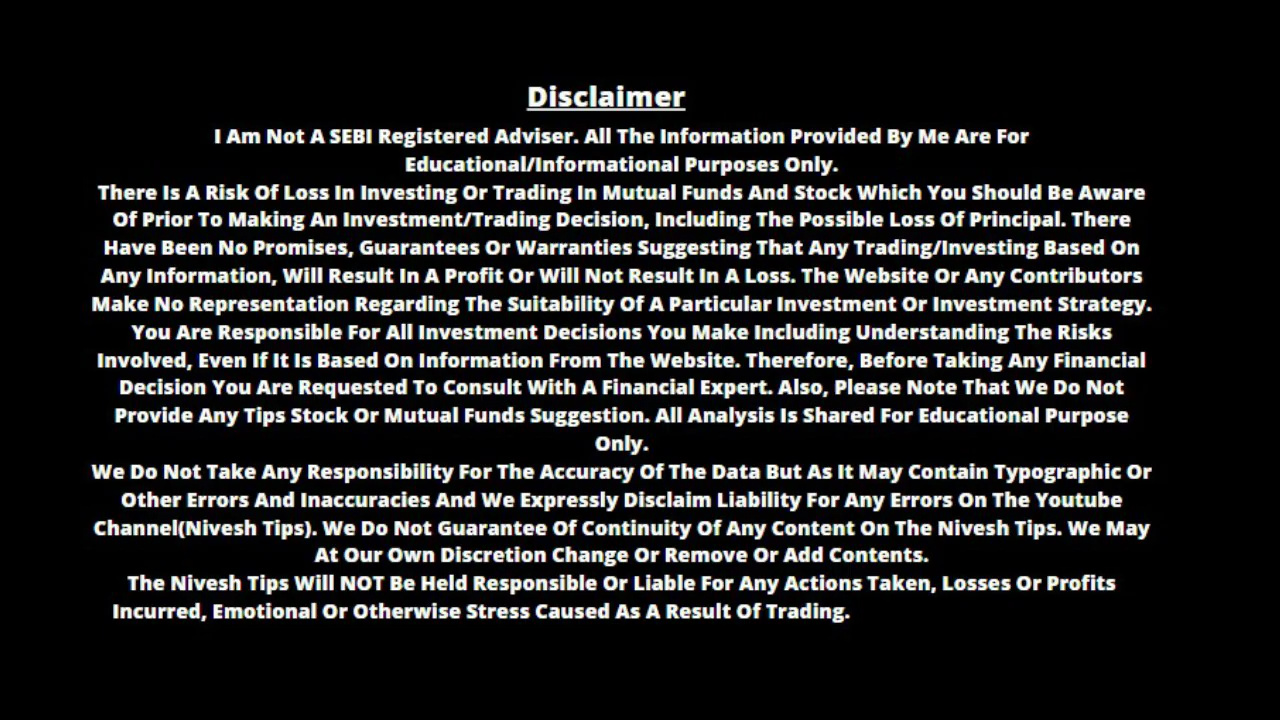 Disclaimer
I Am Not A SEBI Registered Adviser. All The Information Provided By Me Are For
Educational/Informational Purposes Only.
There Is A Risk Of Loss In Investing Or Trading In Mutual Funds And Stock Which You Should Be Aware
Of Prior To Making An Investment/Trading Decision, Including The Possible Loss Of Principal. There
Have Been No Promises, Guarantees Or Warranties Suggesting That Any Trading/Investing Based On
Any Information, Will Result In A Profit Or Will Not Result In A Loss. The Website Or Any Contributors
Make No Representation Regarding The Suitability Of A Particular Investment Or Investment Strategy.
You Are Responsible For All Investment Decisions You Make Including Understanding The Risks
Involved, Even If It Is Based On Information From The Website. Therefore, Before Taking Any Financial
Decision You Are Requested To Consult With A Financial Expert. Also, Please Note That We Do Not
Provide Any Tips Stock Or Mutual Funds Suggestion. All Analysis Is Shared For Educational Purpose
Only.
We Do Not Take Any Responsibility For The Accuracy Of The Data But As It May Contain Typographic Or
Other Errors And Inaccuracies And We Expressly Disclaim Liability For Any Errors On The Youtube
Channel(Nivesh Tips). We Do Not Guarantee Of Continuity Of Any Content On The Nivesh Tips. We May
At Our Own Discretion Change Or Remove Or Add Contents.
The Nivesh Tips Will NOT Be Held Responsible Or Liable For Any Actions Taken, Losses Or Profits
Incurred, Emotional Or Otherwise Stress Caused As A Result Of Trading.